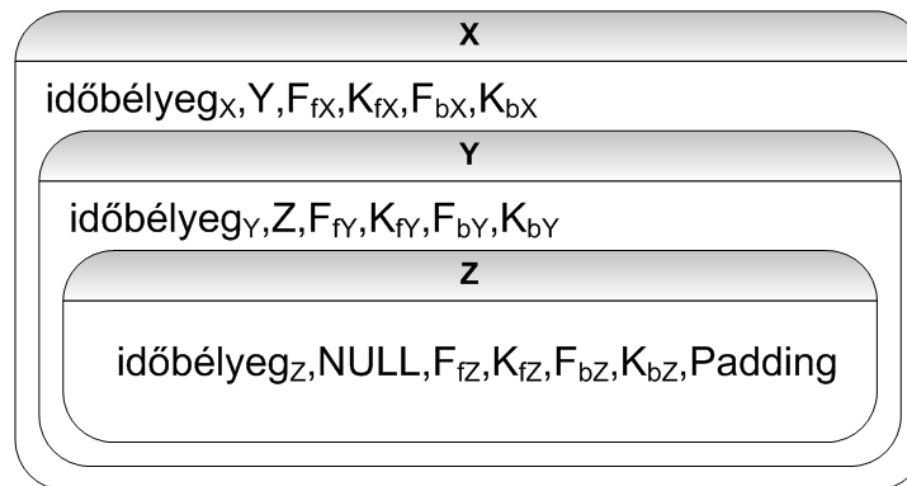 X
időbélyegX,Y,FfX,KfX,FbX,KbX
Y
időbélyegY,Z,FfY,KfY,FbY,KbY
Z
időbélyegZ,NULL,FfZ,KfZ,FbZ,KbZ,Padding